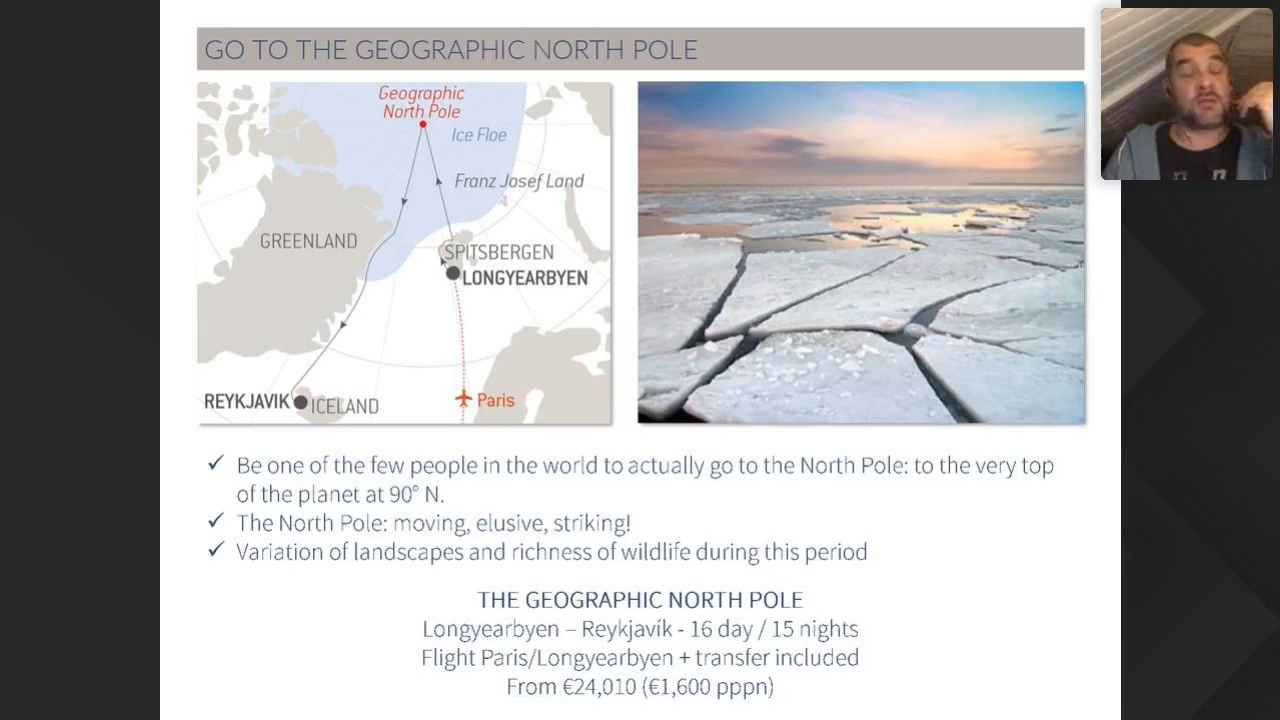 GO TO THE GEOGRAPHIC NORTH POLE
Geographic
North Pole
Ice Floe
Franz Josef Land
GREENLAND
SPITSBERGEN
LONGYEARBYEN
REYKJAVIK
ICELAND
Paris
✓ Be one of the few people in the world to actually go to the North Pole: to the very top
of the planet at 90° N.
✓ The North Pole: moving, elusive, striking!
✓ Variation of landscapes and richness of wildlife during this period
THE GEOGRAPHIC NORTH POLE
Longyearbyen – Reykjavík - 16 day / 15 nights
Flight Paris/Longyearbyen + transfer included
From €24,010 (€1,600 pppn)